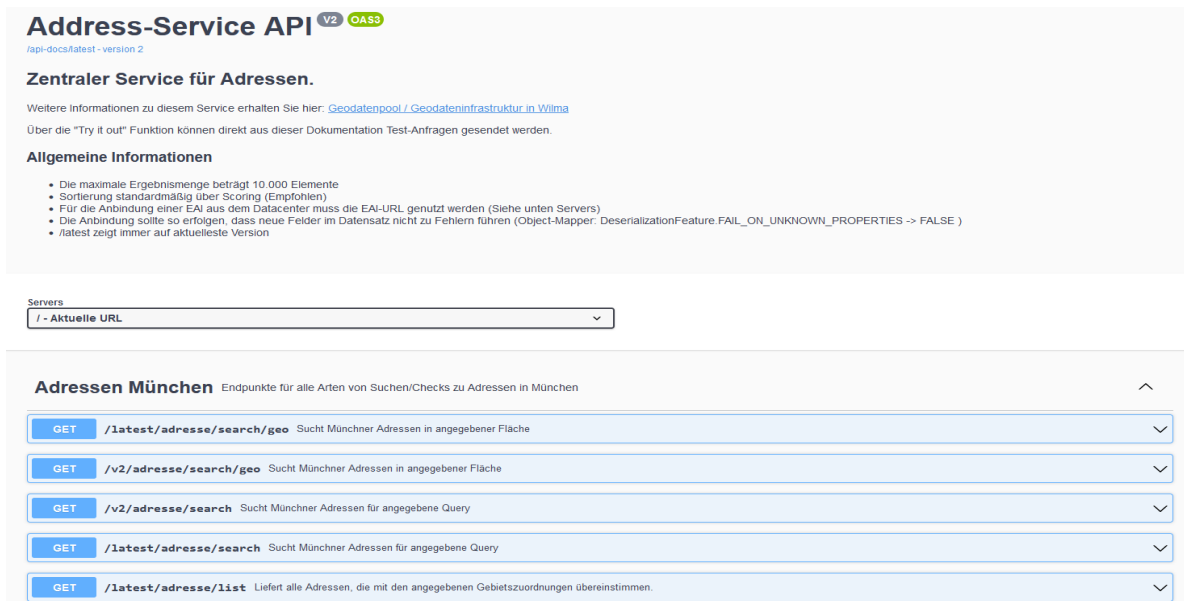 Address-Service API V2 OAS3
/api-docs/latest - version 2
Zentraler Service für Adressen.
Weitere Informationen zu diesem Service erhalten Sie hier: Geodatenpool / Geodateninfrastruktur in Wilma
Über die "Try it out" Funktion können direkt aus dieser Dokumentation Test-Anfragen gesendet werden.
Allgemeine Informationen
• Die maximale Ergebnismenge beträgt 10.000 Elemente
• Sortierung standardmäßig über Scoring (Empfohlen)
• Für die Anbindung einer EAI aus dem Datacenter muss die EAI-URL genutzt werden (Siehe unten Servers)
• Die Anbindung sollte so erfolgen, dass neue Felder im Datensatz nicht zu Fehlern führen (Object-Mapper: DeserializationFeature.FAIL_ON_UNKNOWN_PROPERTIES -> FALSE )
• /latest zeigt immer auf aktuelleste Version
Servers
/ - Aktuelle URL
Adressen München Endpunkte für alle Arten von Suchen/Checks zu Adressen in München
GET /latest/adresse/search/geo Sucht Münchner Adressen in angegebener Fläche
GET /v2/adresse/search/geo Sucht Münchner Adressen in angegebener Fläche
GET /v2/adresse/search Sucht Münchner Adressen für angegebene Query
GET /latest/adresse/search Sucht Münchner Adressen für angegebene Query
GET /latest/adresse/list Liefert alle Adressen, die mit den angegebenen Gebietszuordnungen übereinstimmen.